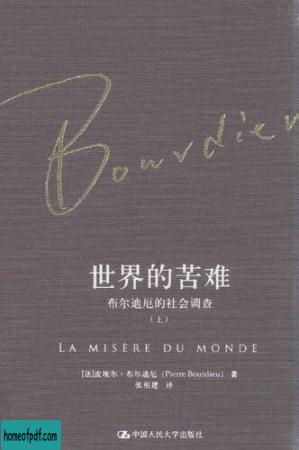 Bourdieu
世界的苦难
布尔迪厄的社会调查
（上）
LA MISÈRE DU MONDE
[法]皮埃尔·布尔迪厄（Pierre Bourdieu）著
张祖建 译
中国人民大学出版社
homeofpdf.com